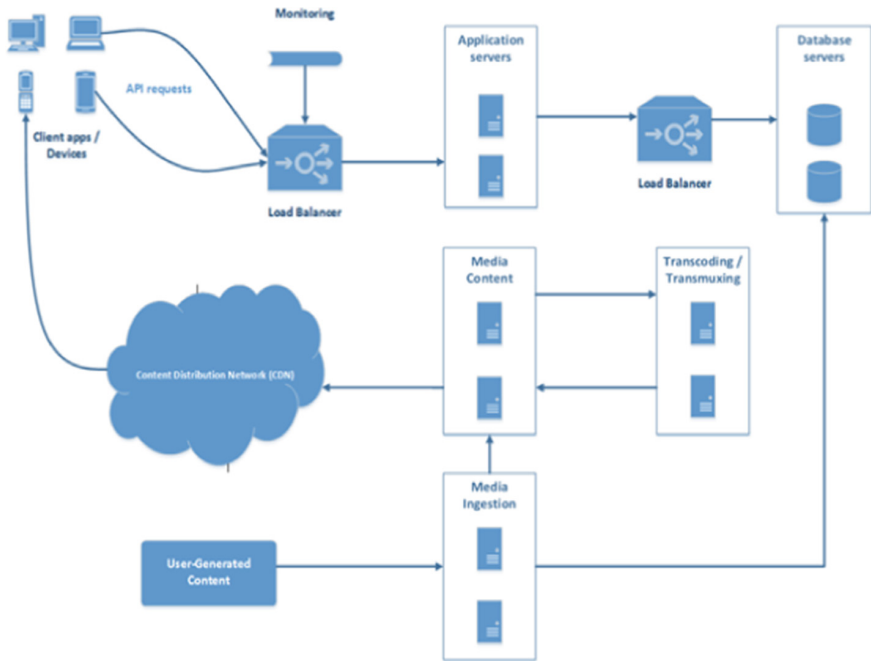 Monitoring
Application
servers
Database
servers
API requests
Client apps /
Devices
Load Balancer
Load Balancer
Media
Content
Transcoding /
Transmuxing
Content Distribution Network (CDN)
Media
Ingestion
User-Generated
Content